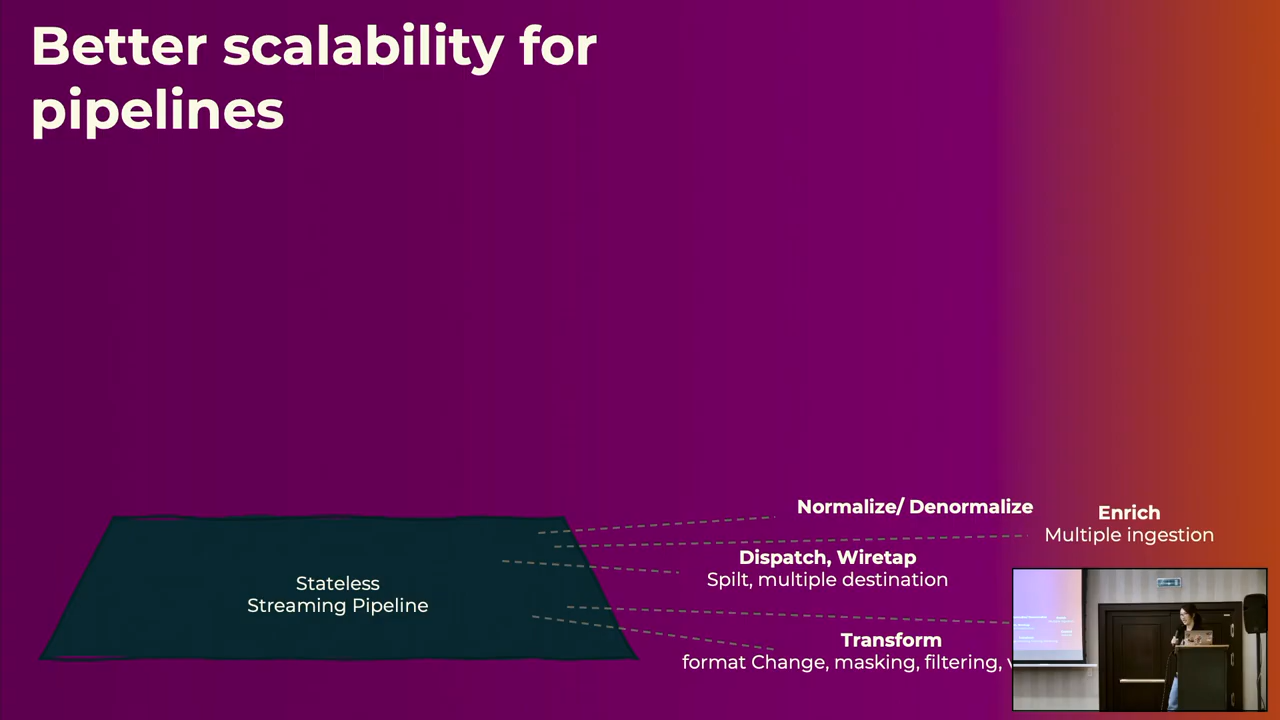 Better scalability for
pipelines
Normalize/ Denormalize
Enrich
Multiple ingestion
Dispatch, Wiretap
Spilt, multiple destination
Stateless
Streaming Pipeline
Transform
format Change, masking, filtering,